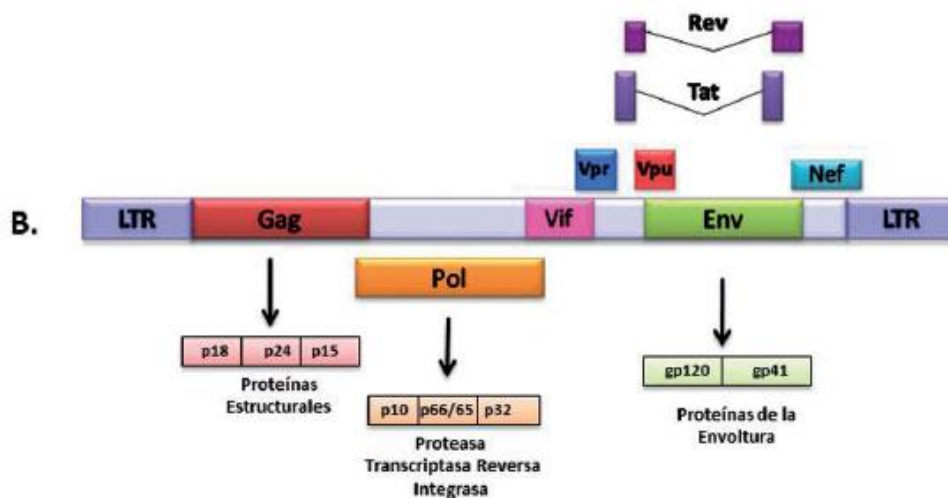 Rev
Tat
Vpr
Vpu
Nef
B.
LTR
Gag
Vif
Env
LTR
Pol
p18
p24
p15
Proteínas
Estructurales
p10
p66/65
p32
Proteasa
Transcriptasa Reversa
Integrasa
gp120
gp41
Proteínas de la
Envoltura